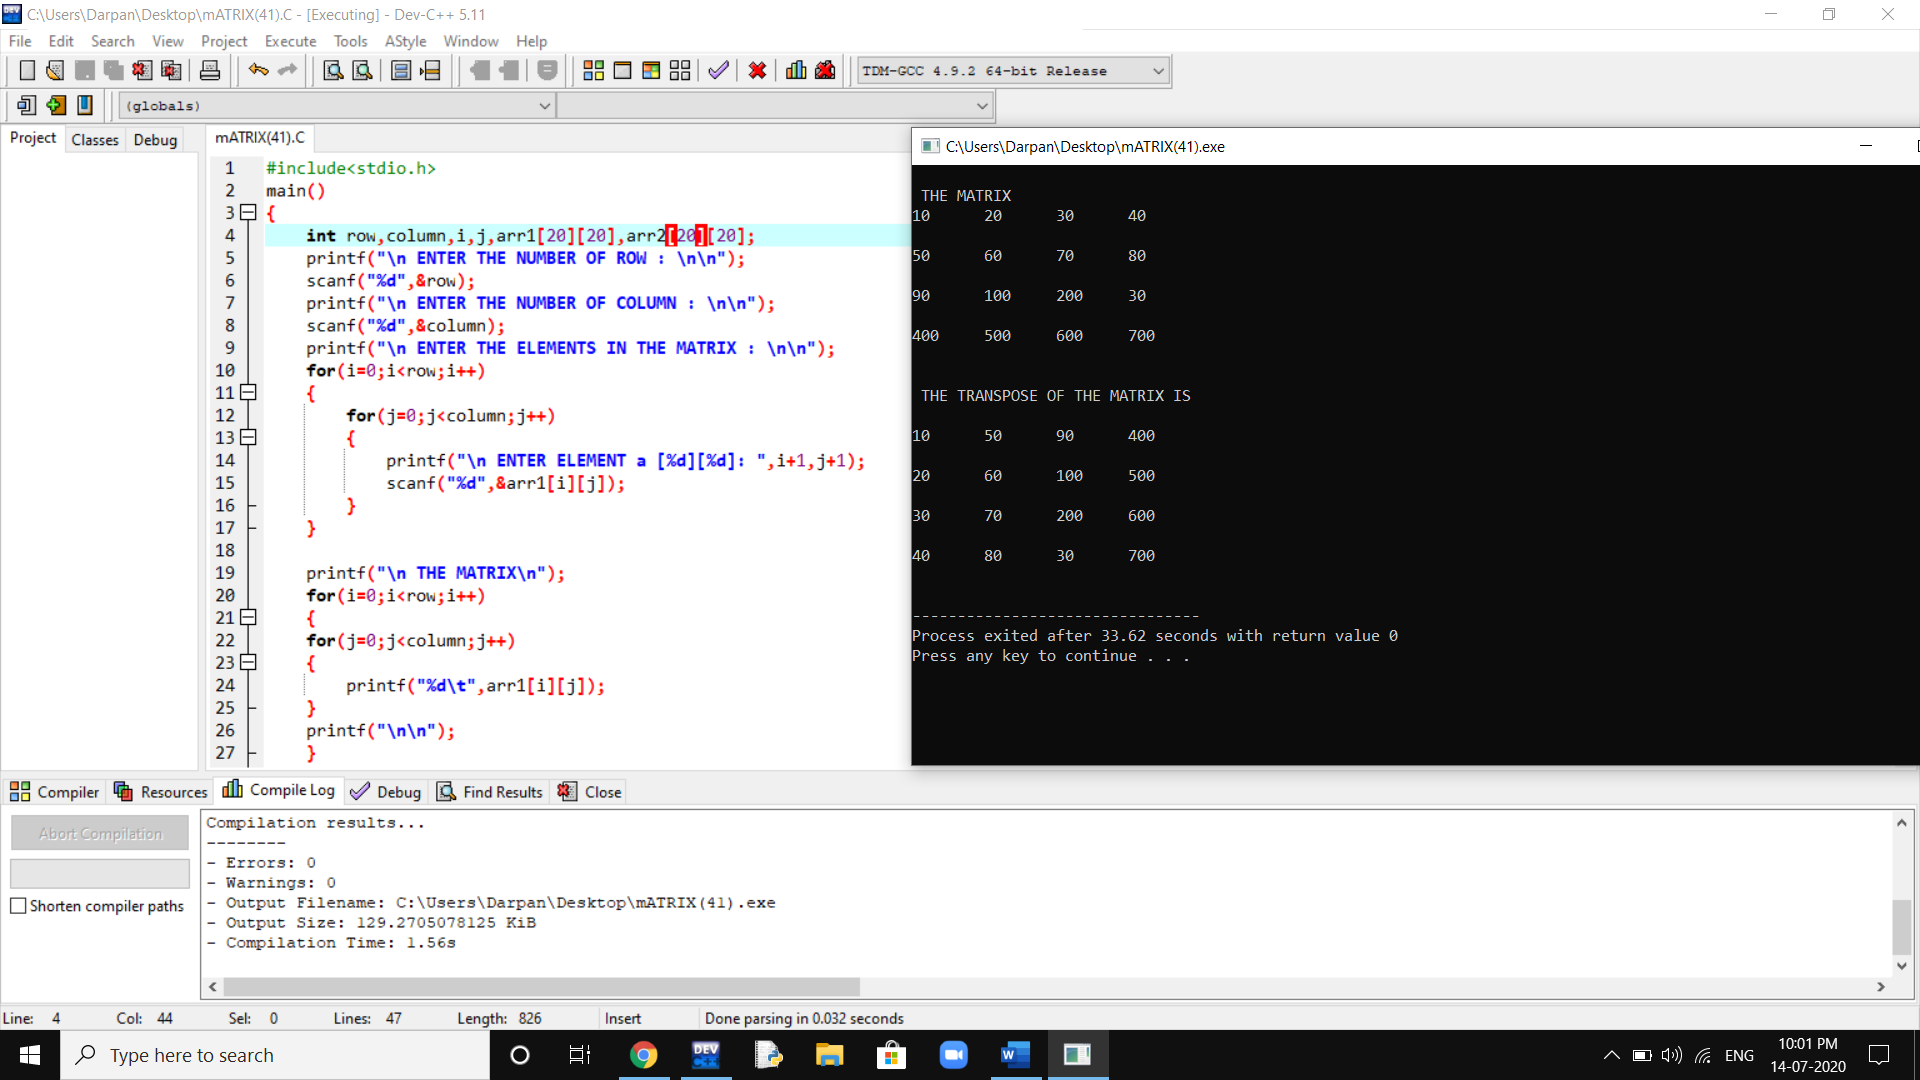 C:\Users\Darpan\Desktop\mATRIX(41).C - [Executing] - Dev-C++ 5.11
File Edit Search View Project Execute Tools AStyle Window Help
TDM-GCC 4.9.2 64-bit Release
(globals)
Project Classes Debug
mATRIX(41).C
1 #include<stdio.h>
2 main()
3 {
4 int row,column,i,j,arr1[20][20],arr2[20][20];
5 printf("\n ENTER THE NUMBER OF ROW : \n\n");
6 scanf("%d",&row);
7 printf("\n ENTER THE NUMBER OF COLUMN : \n\n");
8 scanf("%d",&column);
9 printf("\n ENTER THE ELEMENTS IN THE MATRIX : \n\n");
10 for(i=0;i<row;i++)
11 {
12 for(j=0;j<column;j++)
13 {
14 printf("\n ENTER ELEMENT a [%d][%d]: ",i+1,j+1);
15 scanf("%d",&arr1[i][j]);
16 }
17 }
18
19 printf("\n THE MATRIX\n");
20 for(i=0;i<row;i++)
21 {
22 for(j=0;j<column;j++)
23 {
24 printf("%d\t",arr1[i][j]);
25 }
26 printf("\n\n");
27 }
C:\Users\Darpan\Desktop\mATRIX(41).exe
THE MATRIX
10 20 30 40
50 60 70 80
90 100 200 30
400 500 600 700
THE TRANSPOSE OF THE MATRIX IS
10 50 90 400
20 60 100 500
30 70 200 600
40 80 30 700
--------------------------------
Process exited after 33.62 seconds with return value 0
Press any key to continue . . .
Compiler Resources Compile Log Debug Find Results Close
Abort Compilation
Shorten compiler paths
Compilation results...
--------
- Errors: 0
- Warnings: 0
- Output Filename: C:\Users\Darpan\Desktop\mATRIX(41).exe
- Output Size: 129.2705078125 KiB
- Compilation Time: 1.56s
Line: 4 Col: 44 Sel: 0 Lines: 47 Length: 826 Insert Done parsing in 0.032 seconds
Type here to search
DEV
ENG
10:01 PM
14-07-2020